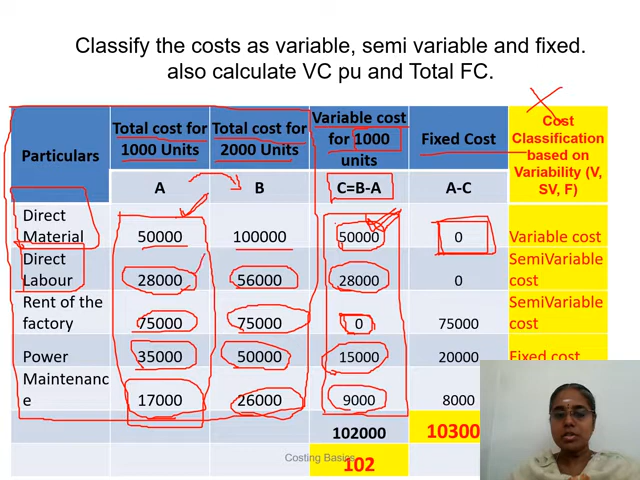 Classify the costs as variable, semi variable and fixed.
also calculate VC pu and Total FC.
Particulars
Total cost for
1000 Units
Total cost for
2000 Units
Variable cost
for 1000
units
Fixed Cost
Cost
Classification
based on
Variability (V,
SV, F)
A
B
C=B-A
A-C
Direct
Material
50000
100000
50000
0
Variable cost
Direct
Labour
28000
56000
28000
0
SemiVariable
cost
Rent of the
factory
75000
75000
0
75000
SemiVariable
cost
Power
35000
50000
15000
20000
Fixed cost
Maintenanc
e
17000
26000
9000
8000
102000
10300
Costing Basics
102